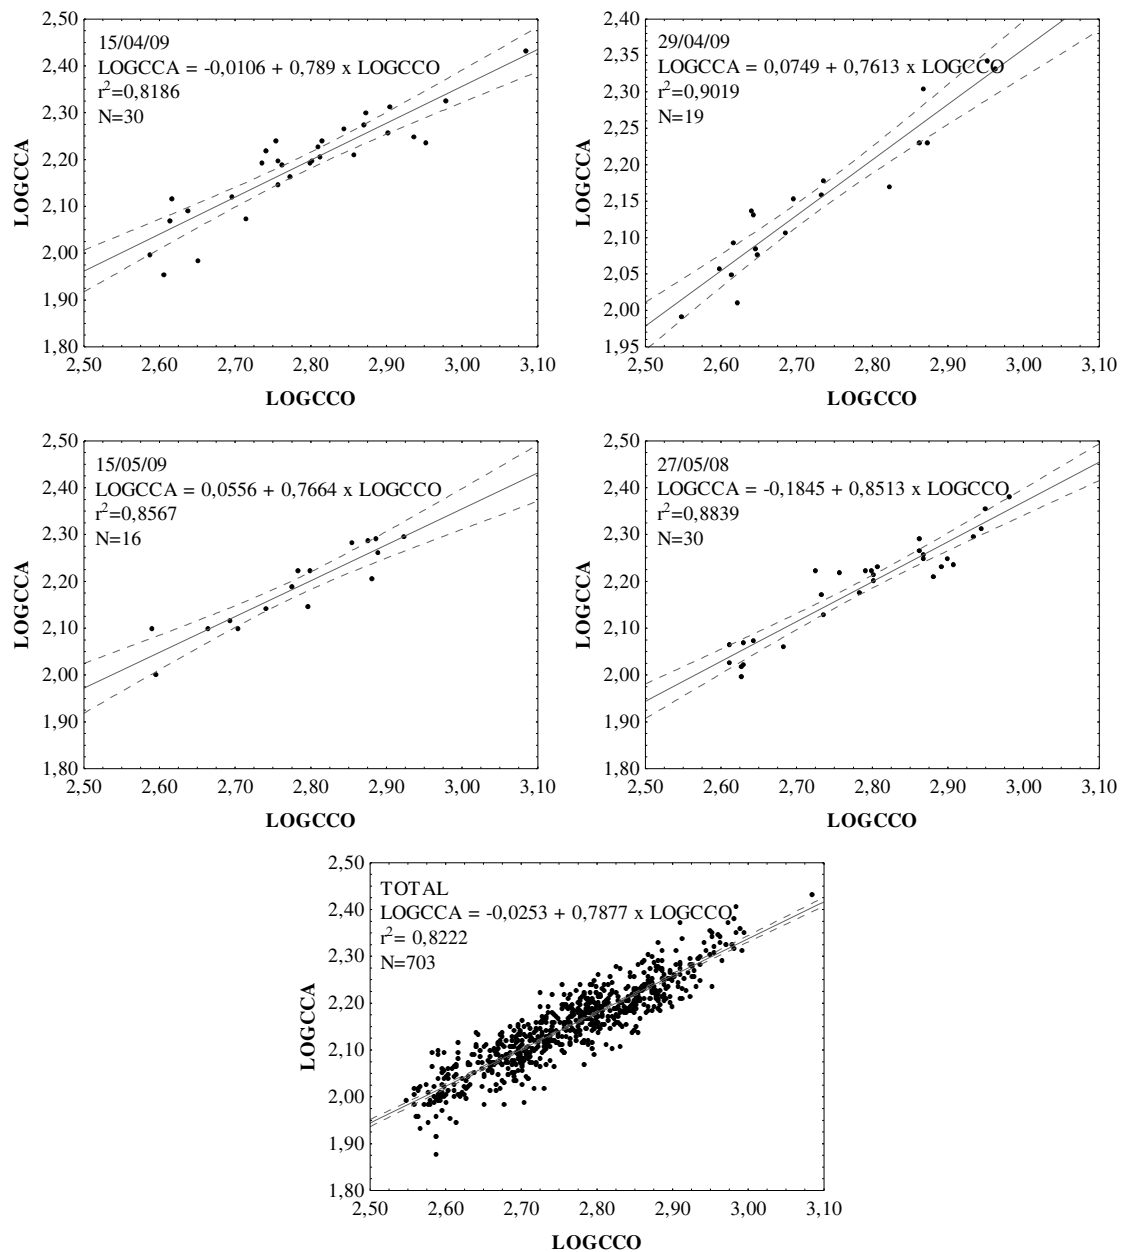 15/04/09
LOGCCA = -0,0106 + 0,789 x LOGCCO
r²=0,8186
N=30
LOGCCA
2,50
2,40
2,30
2,20
2,10
2,00
1,90
1,80
2,50 2,60 2,70 2,80 2,90 3,00 3,10
LOGCCO
29/04/09
LOGCCA = 0,0749 + 0,7613 x LOGCCO
r²=0,9019
N=19
LOGCCA
2,40
2,35
2,30
2,25
2,20
2,15
2,10
2,05
2,00
1,95
2,50 2,60 2,70 2,80 2,90 3,00 3,10
LOGCCO
15/05/09
LOGCCA = 0,0556 + 0,7664 x LOGCCO
r²=0,8567
N=16
LOGCCA
2,50
2,40
2,30
2,20
2,10
2,00
1,90
1,80
2,50 2,60 2,70 2,80 2,90 3,00 3,10
LOGCCO
27/05/08
LOGCCA = -0,1845 + 0,8513 x LOGCCO
r²=0,8839
N=30
LOGCCA
2,50
2,40
2,30
2,20
2,10
2,00
1,90
1,80
2,50 2,60 2,70 2,80 2,90 3,00 3,10
LOGCCO
TOTAL
LOGCCA = -0,0253 + 0,7877 x LOGCCO
r²= 0,8222
N=703
LOGCCA
2,50
2,40
2,30
2,20
2,10
2,00
1,90
1,80
2,50 2,60 2,70 2,80 2,90 3,00 3,10
LOGCCO